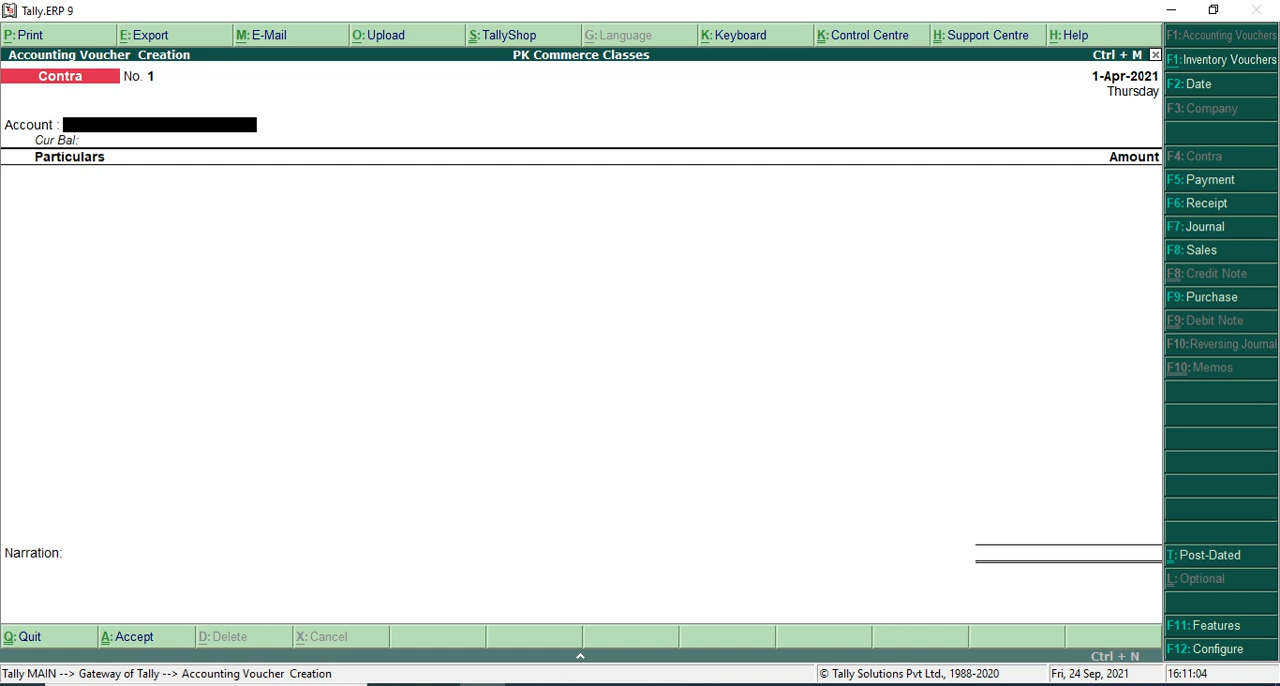 Tally.ERP 9
P: Print E: Export M: E-Mail O: Upload S: TallyShop G: Language K: Keyboard K: Control Centre H: Support Centre H: Help
Accounting Voucher Creation PK Commerce Classes Ctrl + M
Contra No. 1 1-Apr-2021
Thursday
Account :
Cur Bal:
Particulars Amount
Narration:
F1: Accounting Vouchers
F1: Inventory Vouchers
F2: Date
F3: Company
F4: Contra
F5: Payment
F6: Receipt
F7: Journal
F8: Sales
F8: Credit Note
F9: Purchase
F9: Debit Note
F10: Reversing Journal
F10: Memos
T: Post-Dated
L: Optional
F11: Features
F12: Configure
Q: Quit A: Accept D: Delete X: Cancel
Ctrl + N
Tally MAIN --> Gateway of Tally --> Accounting Voucher Creation © Tally Solutions Pvt Ltd., 1988-2020 Fri, 24 Sep, 2021 16:11:04